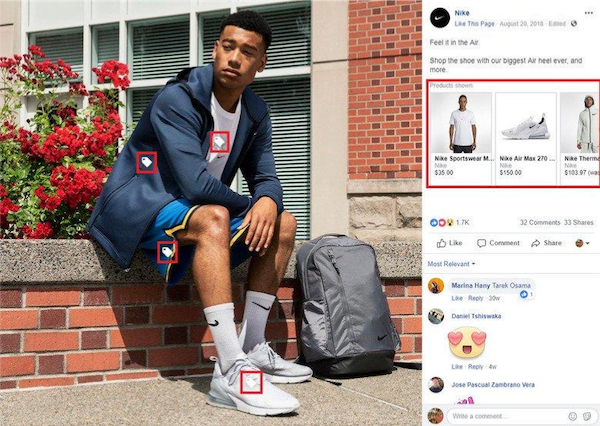 Nike
Like This Page · August 20, 2018 · Edited ·
Feel it in the Air.
Shop the shoe with our biggest Air heel ever, and
more.
Products shown:
Nike Sportswear M...
Nike
$35.00
Nike Air Max 270 ...
Nike
$150.00
Nike Therma
Nike
$103.97 (was
1.7K
32 Comments 33 Shares
Like Comment Share
Most Relevant
Marina Hany Tarek Osama
Like · Reply · 30w
1
Daniel Tshiswaka
Like · Reply · 4w
Jose Pascual Zambrano Vera
Write a comment...